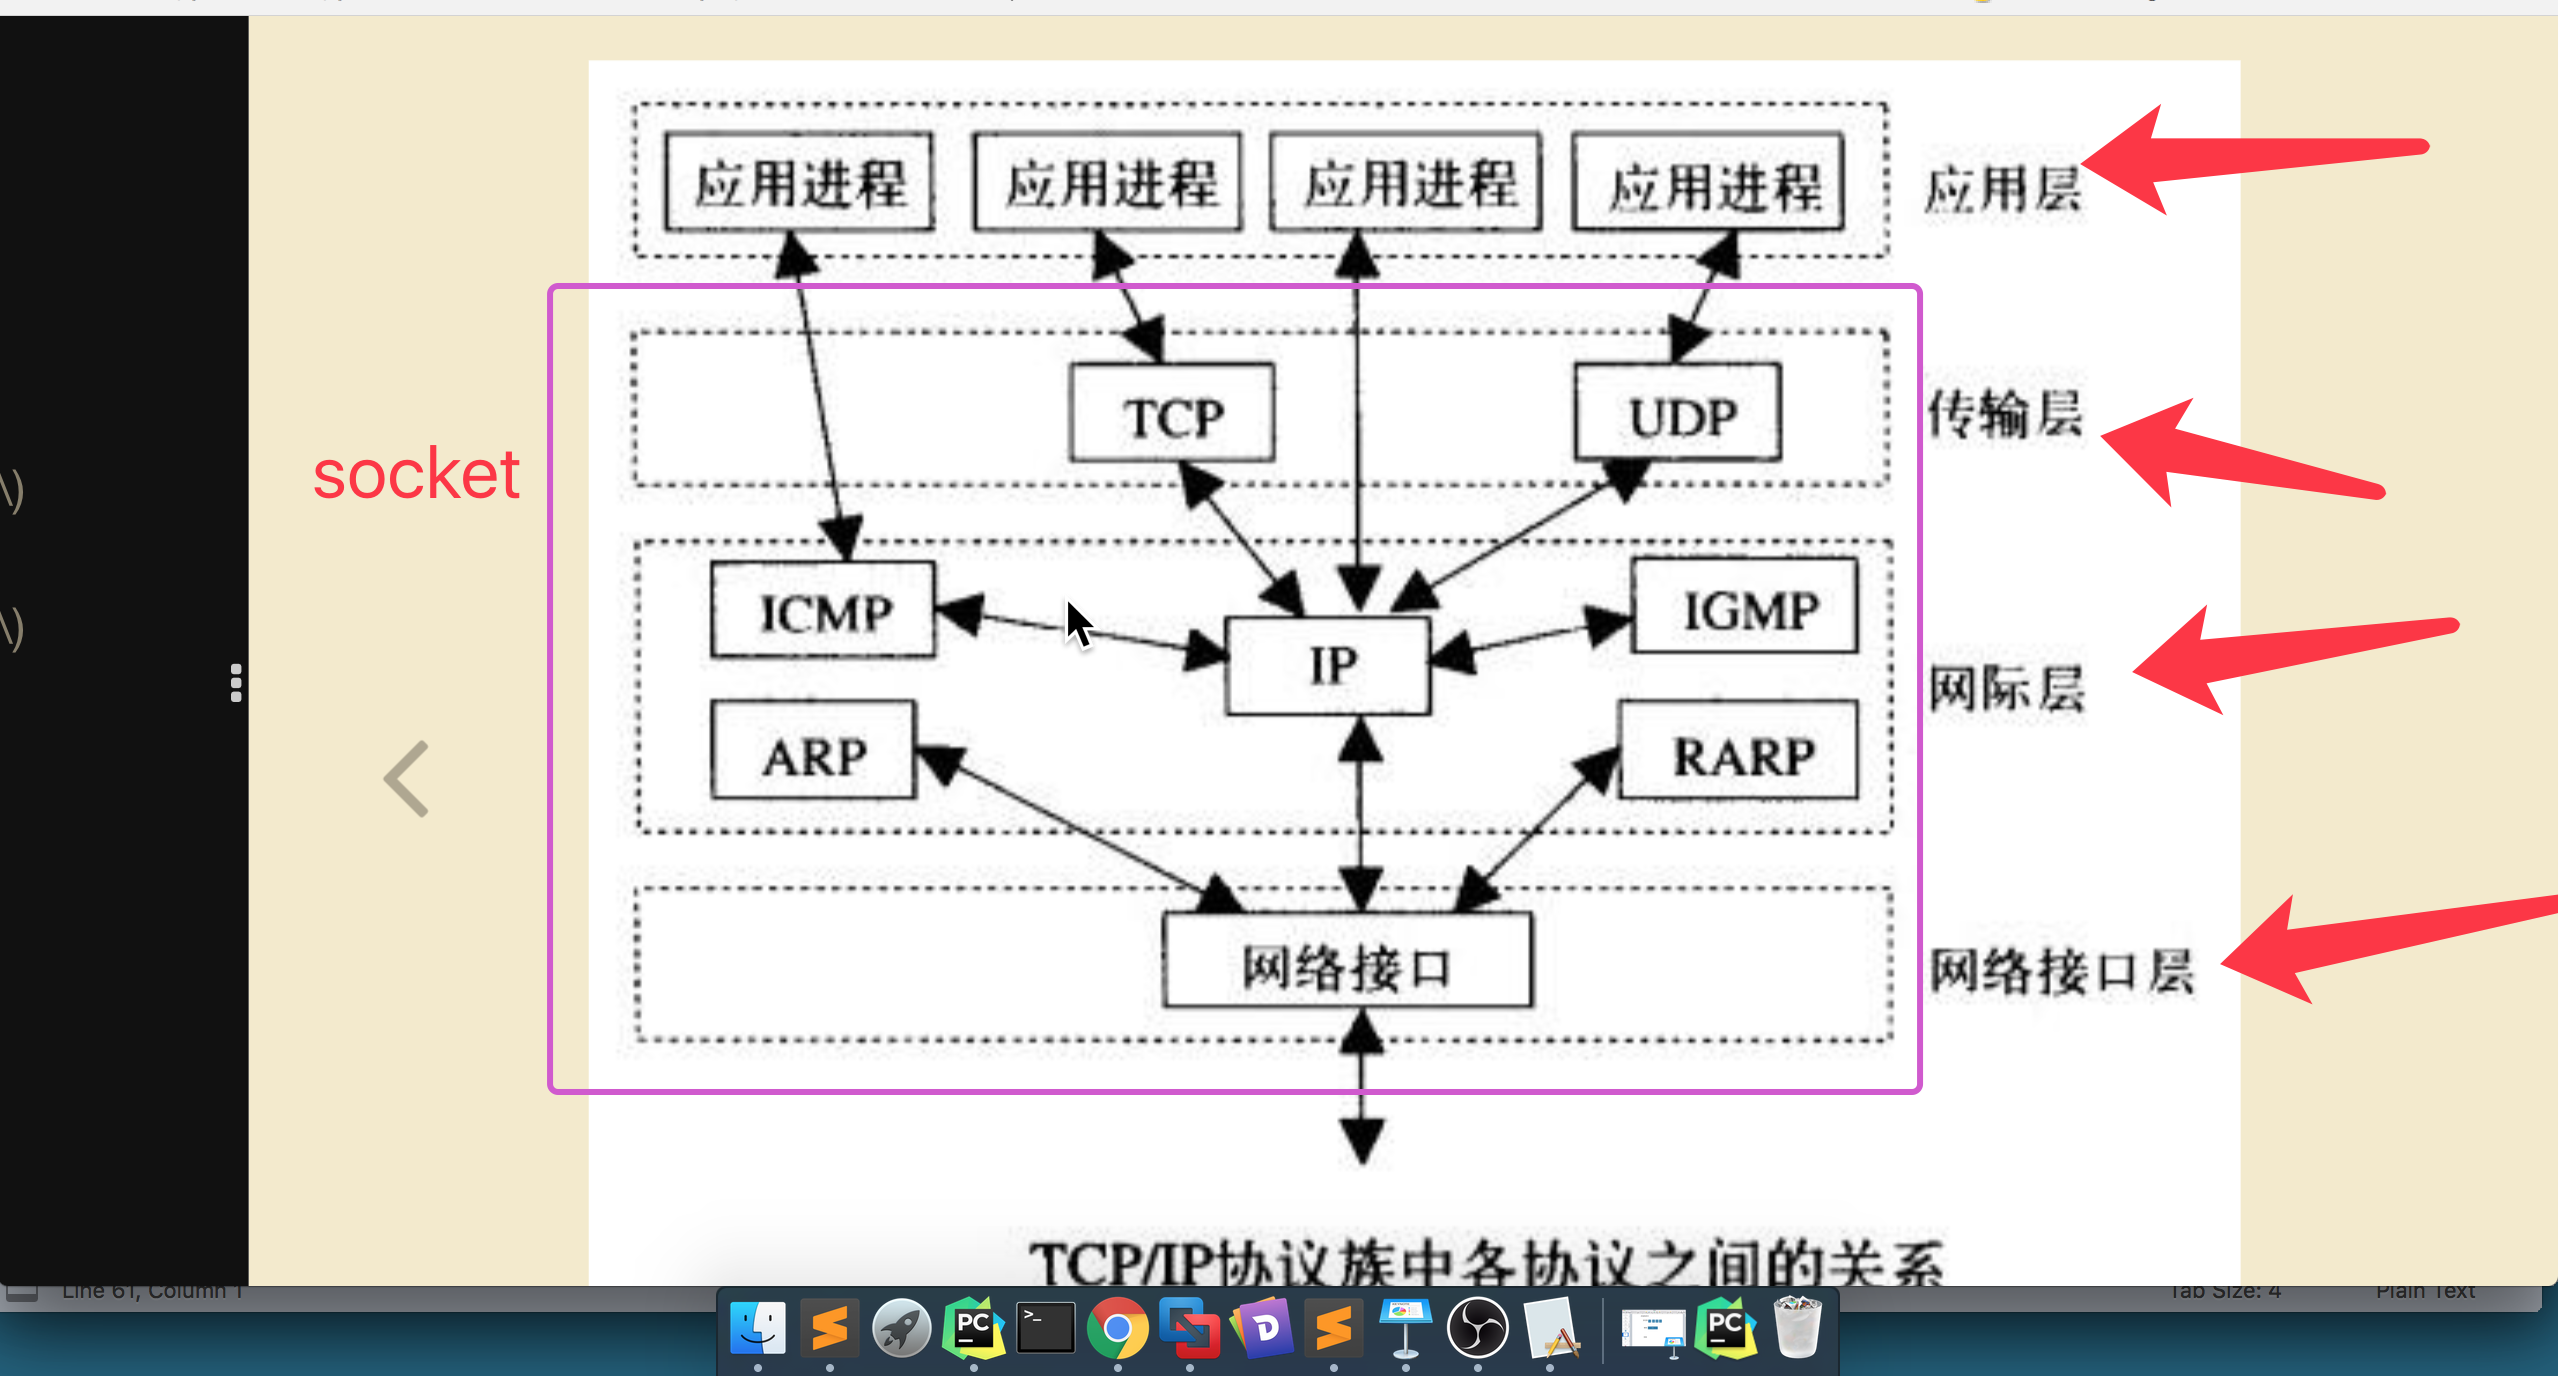 应用进程 应用进程 应用进程 应用进程 应用层
TCP UDP 传输层
socket
\)
ICMP IGMP
\)
IP 网际层
ARP RARP
网络接口 网络接口层
TCP/IP协议族中各协议之间的关系
Line 61, Column 1 Tab Size: 4 Plain Text
PC >_ D PC